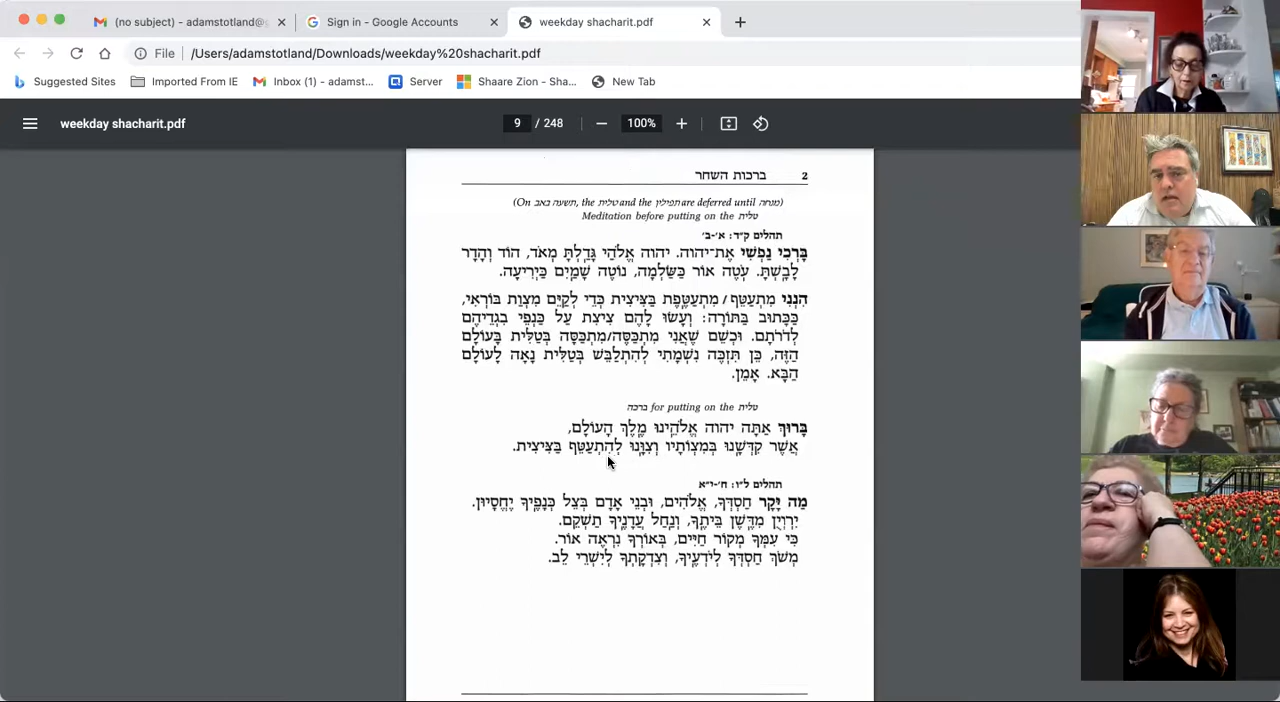 (no subject) - adamstotland@g
Sign in - Google Accounts
weekday shacharit.pdf
File /Users/adamstotland/Downloads/weekday%20shacharit.pdf
Suggested Sites Imported From IE Inbox (1) - adamst... Server Shaare Zion - Sha... New Tab
weekday shacharit.pdf 9 / 248 100%
2 ברכות השחר
(On תשעה באב, the טלית and the תפילין are deferred until מנחה)
Meditation before putting on the טלית
תהלים ק״ד: א׳-ב׳
בָּרְכִי נַפְשִׁי אֶת־יהוה. יהוה אֱלֹהַי גָּדַֽלְתָּ מְאֹד, הוֹד וְהָדָר
לָבָֽשְׁתָּ. עֹֽטֶה אוֹר כַּשַּׂלְמָה, נוֹטֶה שָׁמַֽיִם כַּיְרִיעָה.
הִנְנִי מִתְעַטֵּף / מִתְעַטֶּֽפֶת בַּצִּיצִית כְּדֵי לְקַיֵּם מִצְוַת בּוֹרְאִי,
כַּכָּתוּב בַּתּוֹרָה: וְעָשׂוּ לָהֶם צִיצִת עַל כַּנְפֵי בִגְדֵיהֶם
לְדֹרֹתָם. וּכְשֵׁם שֶׁאֲנִי מִתְכַּסֶּה/מִתְכַּסָּה בְּטַלִּית בָּעוֹלָם
הַזֶּה, כֵּן תִּזְכֶּה נִשְׁמָתִי לְהִתְלַבֵּשׁ בְּטַלִּית נָאָה לָעוֹלָם
הַבָּא. אָמֵן.
ברכה for putting on the טלית
בָּרוּךְ אַתָּה יהוה אֱלֹהֵֽינוּ מֶֽלֶךְ הָעוֹלָם,
אֲשֶׁר קִדְּשָֽׁנוּ בְּמִצְוֺתָיו וְצִוָּֽנוּ לְהִתְעַטֵּף בַּצִּיצִית.
תהלים ל״ו: ח׳-י״א
מַה יָּקָר חַסְדְּךָ, אֱלֹהִים, וּבְנֵי אָדָם בְּצֵל כְּנָפֶֽיךָ יֶחֱסָיוּן.
יִרְוְיֻן מִדֶּֽשֶׁן בֵּיתֶֽךָ, וְנַֽחַל עֲדָנֶֽיךָ תַשְׁקֵם.
כִּי עִמְּךָ מְקוֹר חַיִּים, בְּאוֹרְךָ נִרְאֶה אוֹר.
מְשֹׁךְ חַסְדְּךָ לְיֹדְעֶֽיךָ, וְצִדְקָתְךָ לְיִשְׁרֵי לֵב.